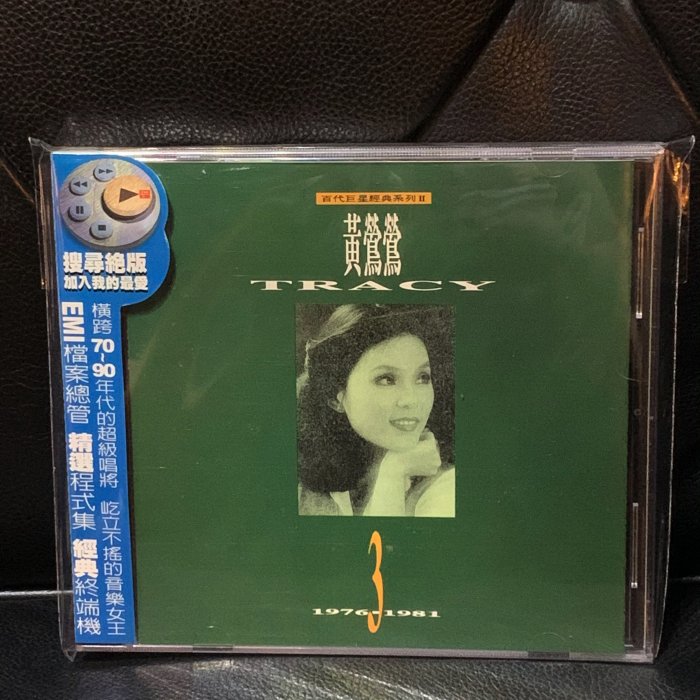 百代巨星經典系列II
黃鶯鶯
TRACY
3
1976-1981
搜尋絕版
加入我的最愛
橫跨70~90年代的超級唱將 屹立不搖的音樂女王
EMI檔案總管 精選程式集 經典終端機